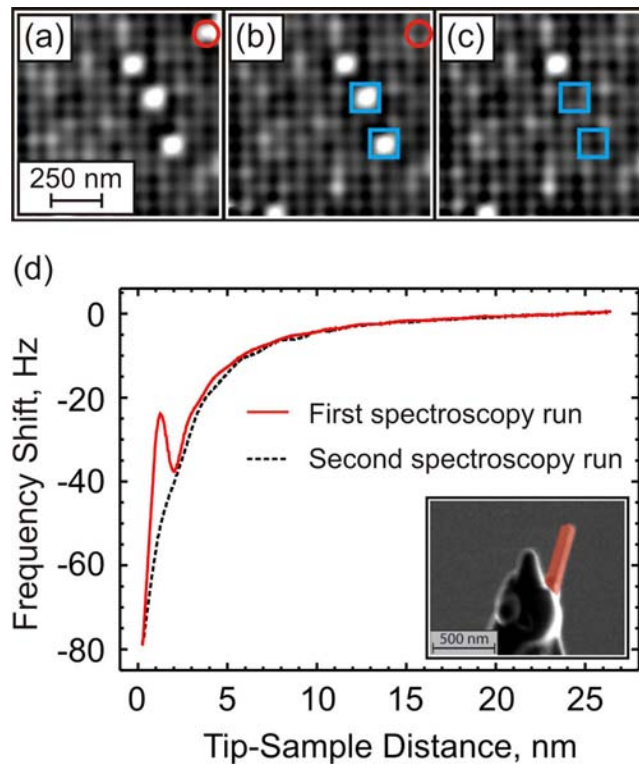 (a)
(b)
(c)
250 nm
(d)
Frequency Shift, Hz
0
-20
-40
-60
-80
First spectroscopy run
Second spectroscopy run
500 nm
0
5
10
15
20
25
Tip-Sample Distance, nm